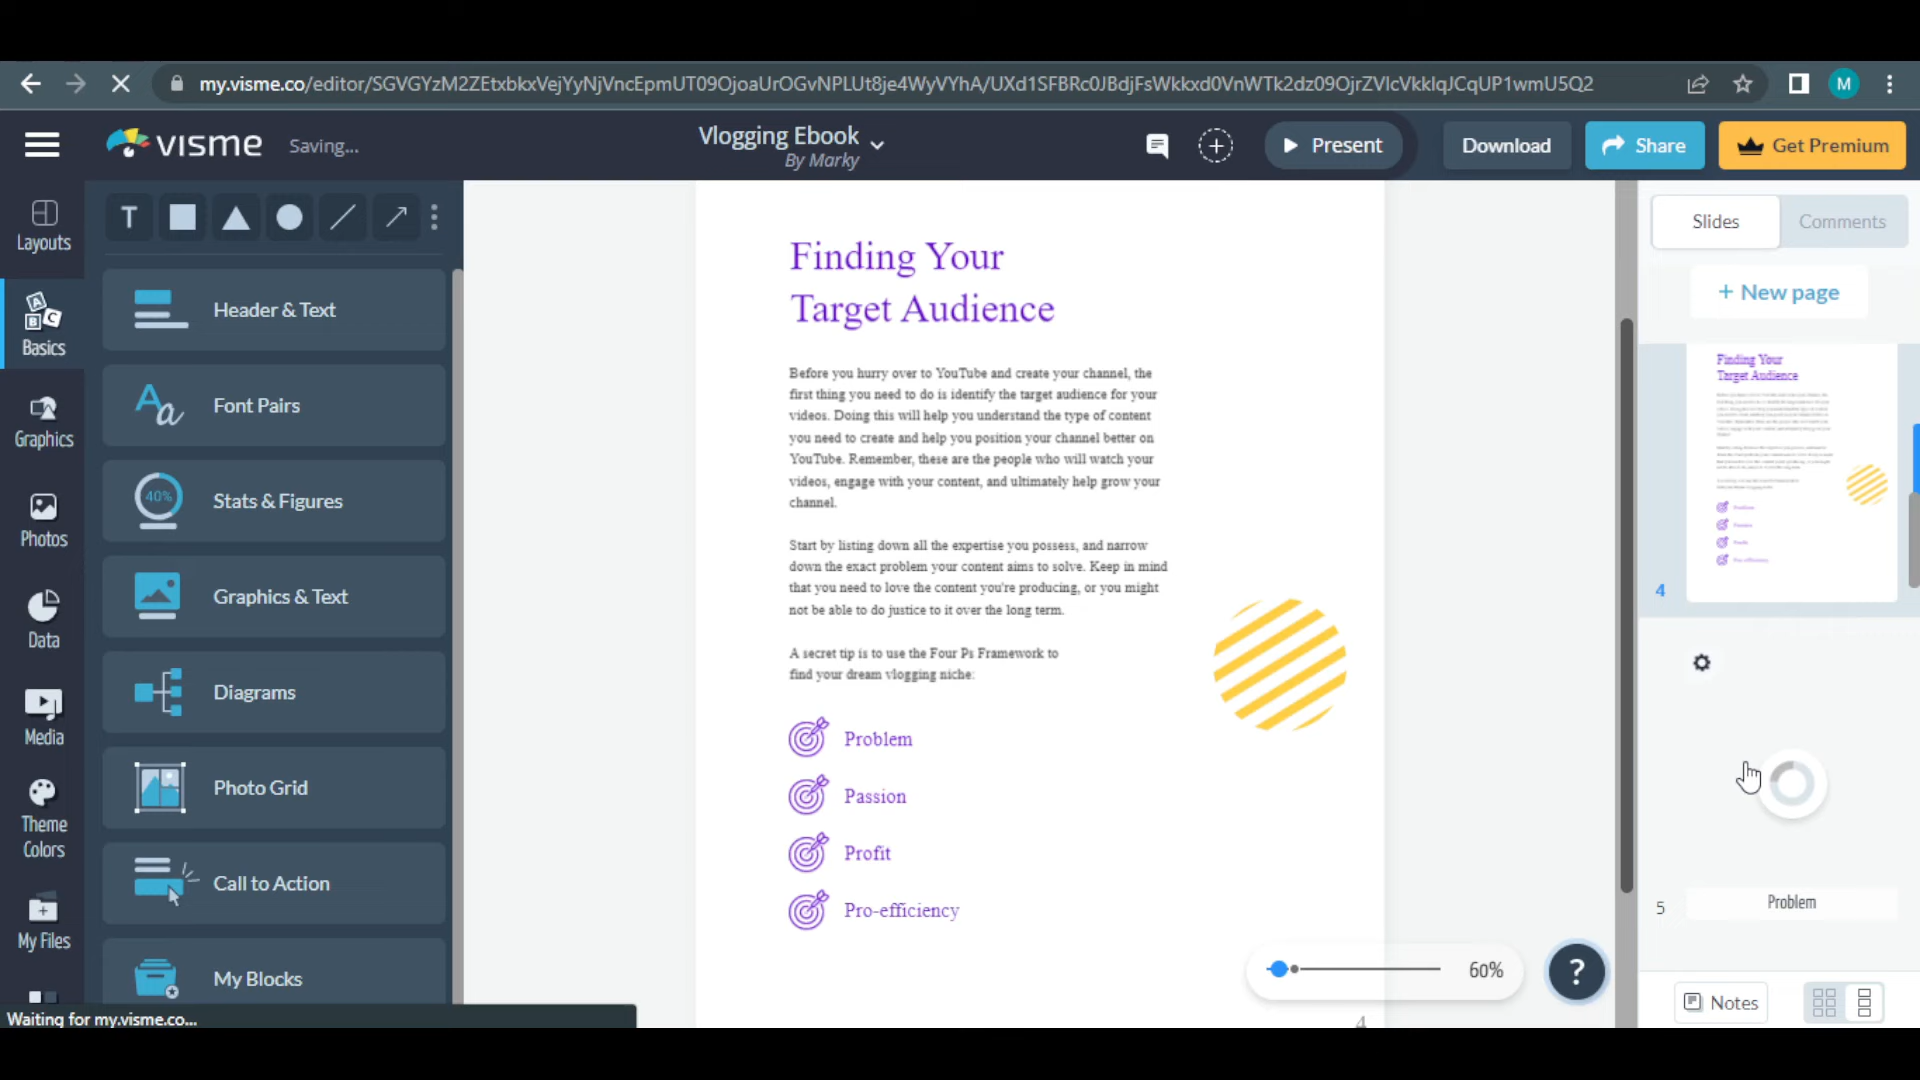 my.visme.co/editor/SGVGYzM2ZEtxbkxVejYyNjVncEpmUT09OjoaUrOGvNPLUt8je4WyVYhA/UXd1SFBRc0JBdjFsWkkxd0VnWTk2dz09OjrZVlcVkklqJCqUP1wmU5Q2
M
visme
Saving...
Vlogging Ebook
By Marky
Present
Download
Share
Get Premium
Layouts
Basics
Graphics
Photos
Data
Media
Theme
Colors
My Files
T
Header & Text
Font Pairs
40%
Stats & Figures
Graphics & Text
Diagrams
Photo Grid
Call to Action
My Blocks
Waiting for my.visme.co...
Finding Your
Target Audience
Before you hurry over to YouTube and create your channel, the
first thing you need to do is identify the target audience for your
videos. Doing this will help you understand the type of content
you need to create and help you position your channel better on
YouTube. Remember, these are the people who will watch your
videos, engage with your content, and ultimately help grow your
channel.
Start by listing down all the expertise you possess, and narrow
down the exact problem your content aims to solve. Keep in mind
that you need to love the content you're producing, or you might
not be able to do justice to it over the long term.
A secret tip is to use the Four Ps Framework to
find your dream vlogging niche:
Problem
Passion
Profit
Pro-efficiency
4
60%
?
Slides
Comments
+ New page
Finding Your
Target Audience
4
Problem
5
Notes